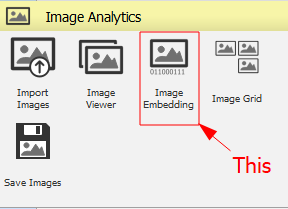 Image Analytics
Import
Images
Image
Viewer
Image
Embedding
Image Grid
011000111
This
Save Images